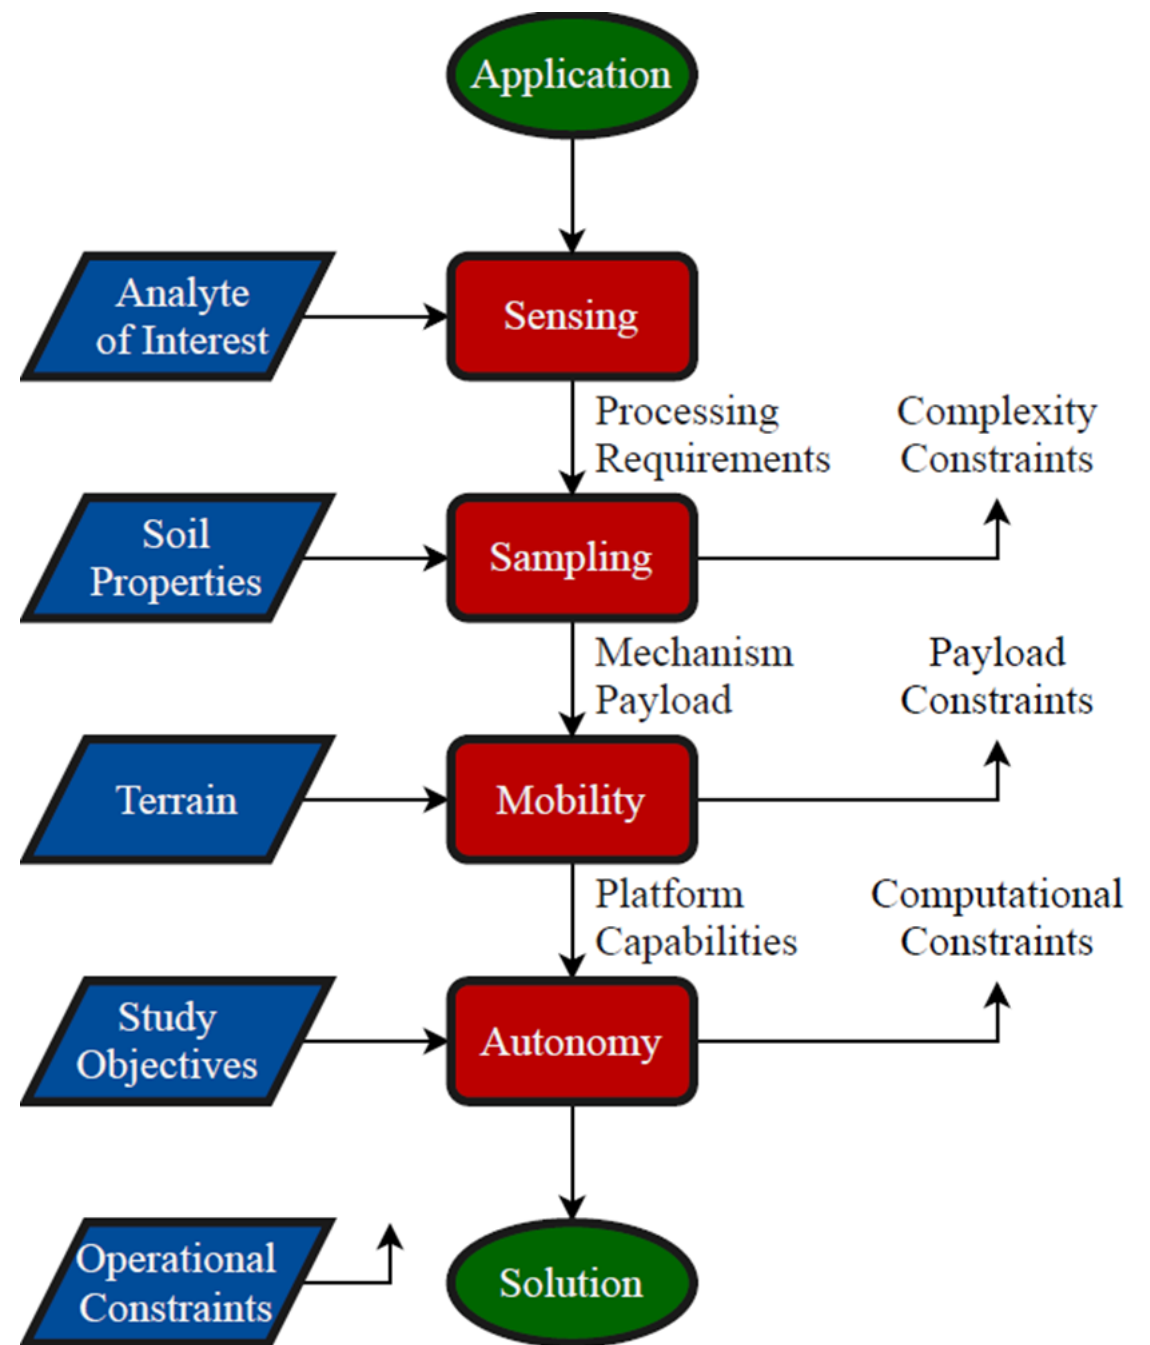 Application
Analyte
of Interest
Sensing
Processing
Requirements
Complexity
Constraints
Soil
Properties
Sampling
Mechanism
Payload
Payload
Constraints
Terrain
Mobility
Platform
Capabilities
Computational
Constraints
Study
Objectives
Autonomy
Operational
Constraints
Solution